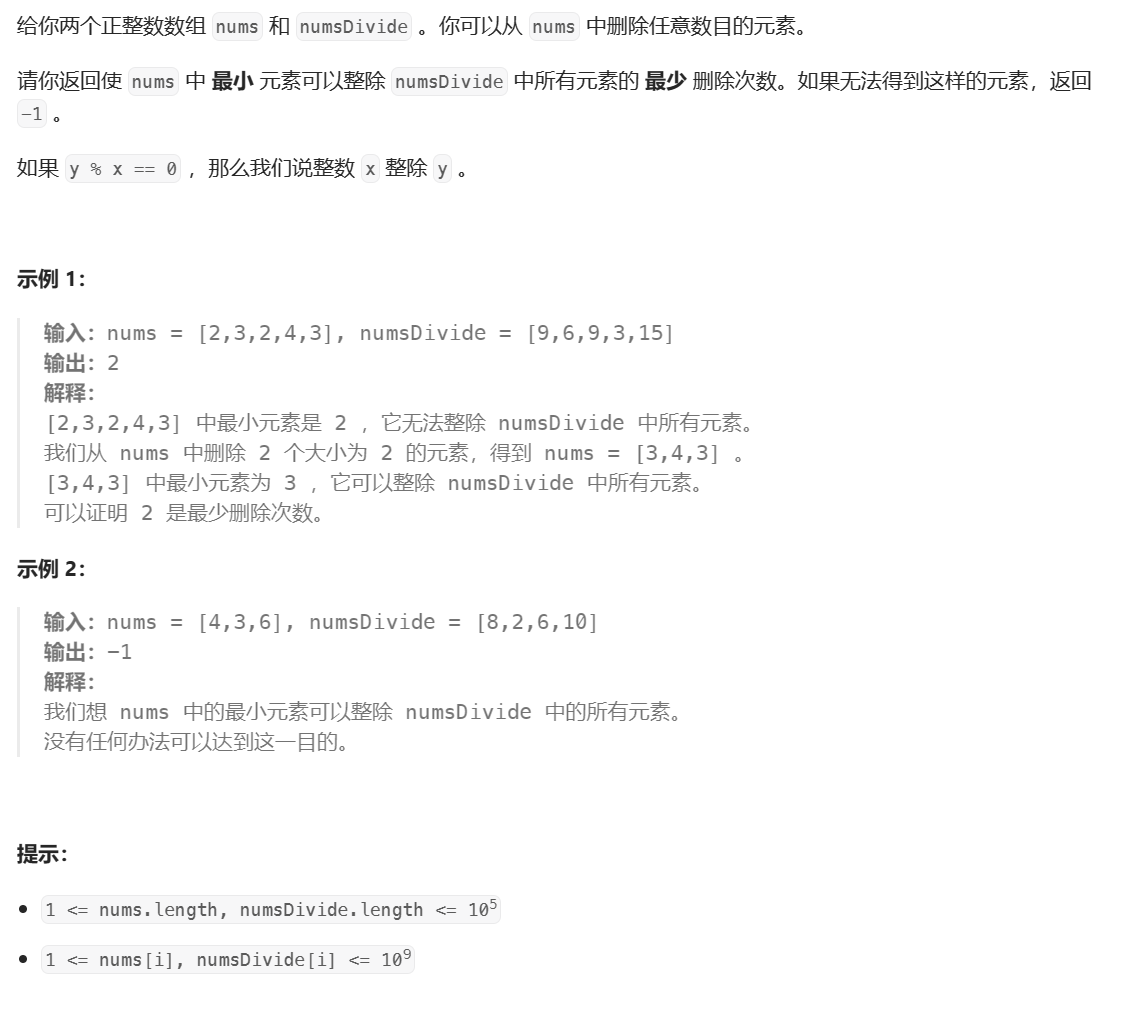 给你两个正整数数组 nums 和 numsDivide 。你可以从 nums 中删除任意数目的元素。
请你返回使 nums 中 最小 元素可以整除 numsDivide 中所有元素的 最少 删除次数。如果无法得到这样的元素，返回
-1 。
如果 y % x == 0 ，那么我们说整数 x 整除 y 。
示例 1：
输入：nums = [2,3,2,4,3], numsDivide = [9,6,9,3,15]
输出：2
解释：
[2,3,2,4,3] 中最小元素是 2 ，它无法整除 numsDivide 中所有元素。
我们从 nums 中删除 2 个大小为 2 的元素，得到 nums = [3,4,3] 。
[3,4,3] 中最小元素为 3 ，它可以整除 numsDivide 中所有元素。
可以证明 2 是最少删除次数。
示例 2：
输入：nums = [4,3,6], numsDivide = [8,2,6,10]
输出：-1
解释：
我们想 nums 中的最小元素可以整除 numsDivide 中的所有元素。
没有任何办法可以达到这一目的。
提示：
• 1 <= nums.length, numsDivide.length <= 10⁵
• 1 <= nums[i], numsDivide[i] <= 10⁹